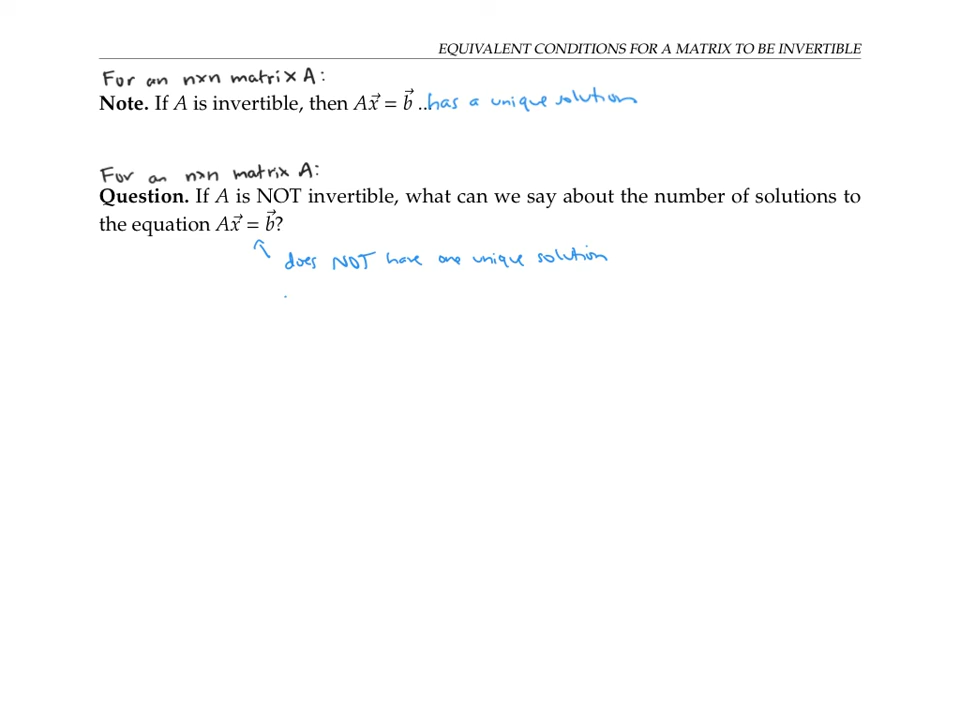 EQUIVALENT CONDITIONS FOR A MATRIX TO BE INVERTIBLE
For an n×n matrix A:
Note. If A is invertible, then Ax⃗ = b⃗ ..has a unique solution
For an n×n matrix A:
Question. If A is NOT invertible, what can we say about the number of solutions to
the equation Ax⃗ = b⃗?
does NOT have one unique solution